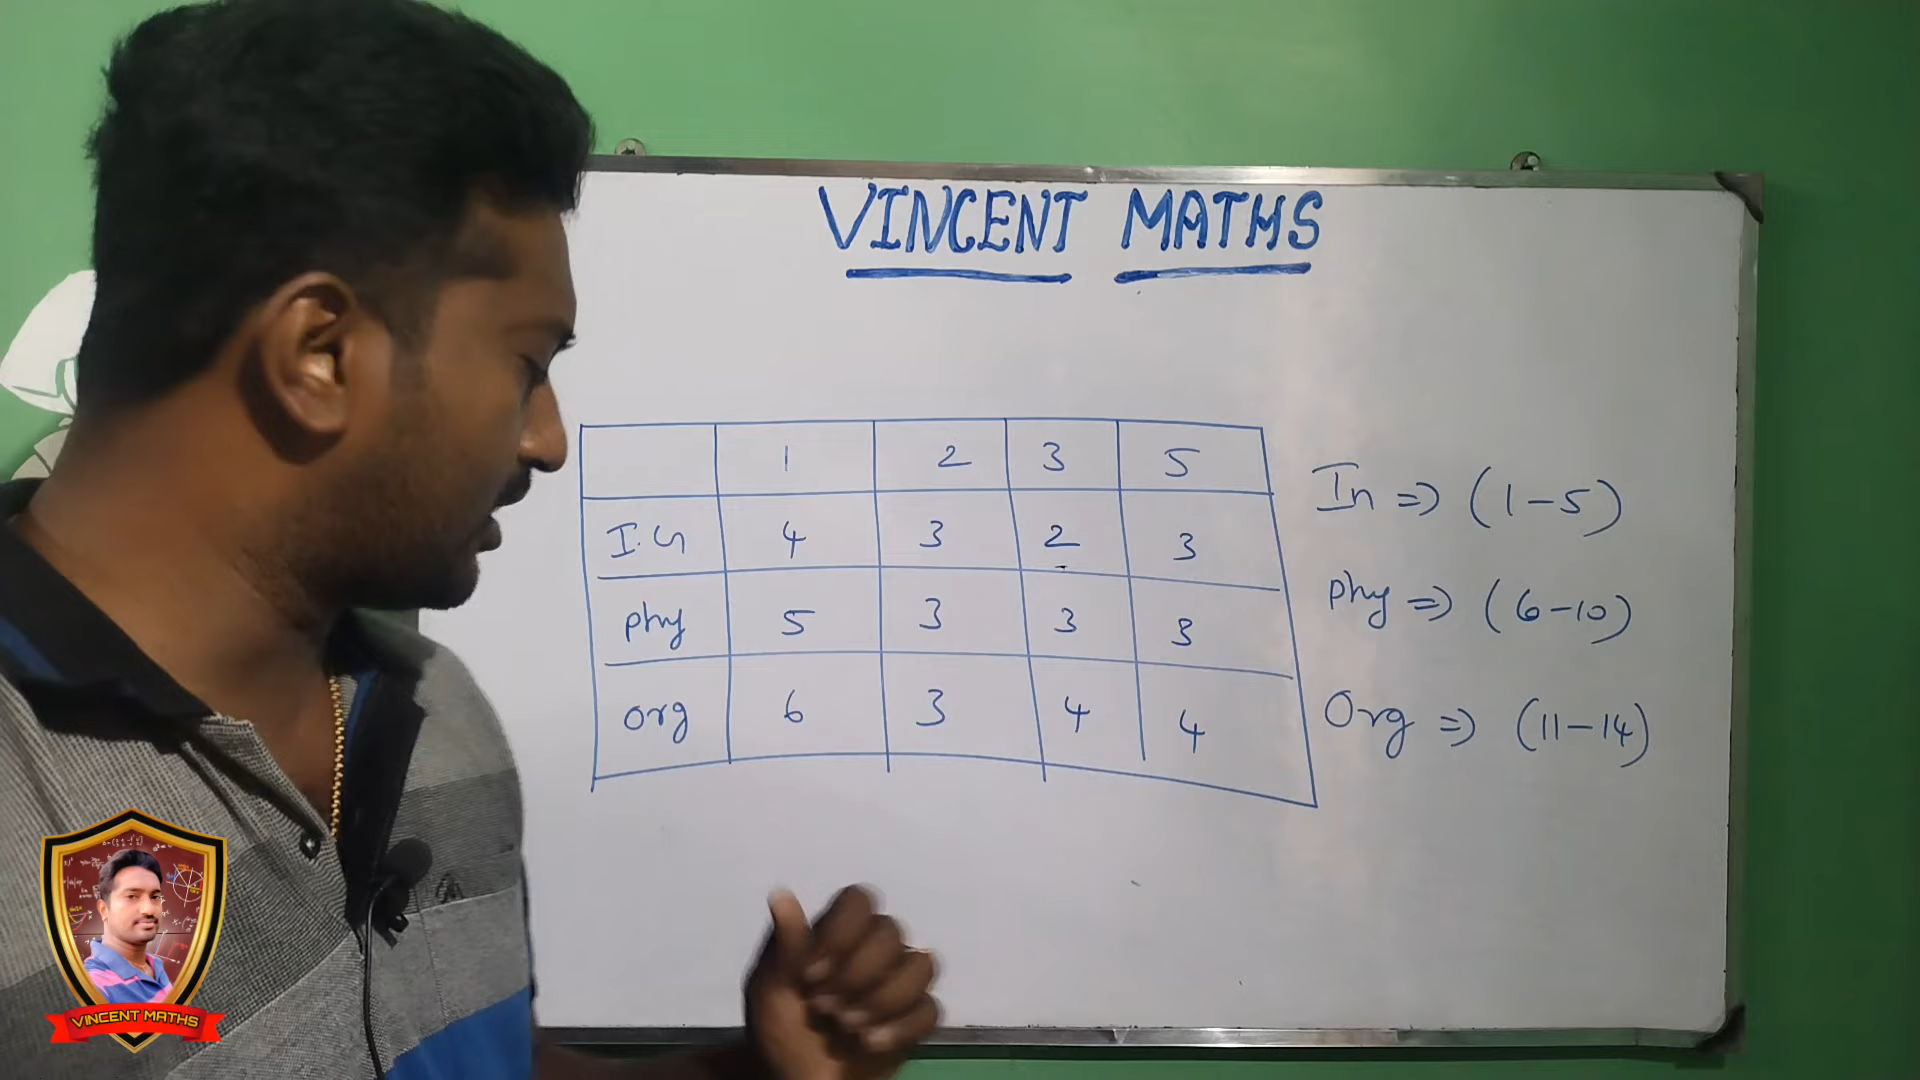 VINCENT MATHS
1 2 3 5
I.G 4 3 2 3
phy 5 3 3 3
org 6 3 4 4
In => (1-5)
Phy => (6-10)
Org => (11-14)
VINCENT MATHS